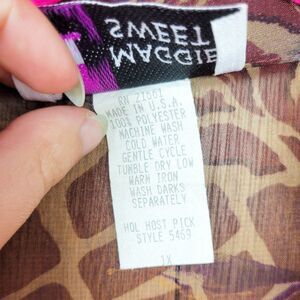 MAGGIE
SWEET
RN 21661
MADE IN U.S.A.
100% POLYESTER
MACHINE WASH
COLD WATER
GENTLE CYCLE
TUMBLE DRY LOW
WARM IRON
WASH DARKS
SEPARATELY
HOL HOST PICK
STYLE 5469
1X